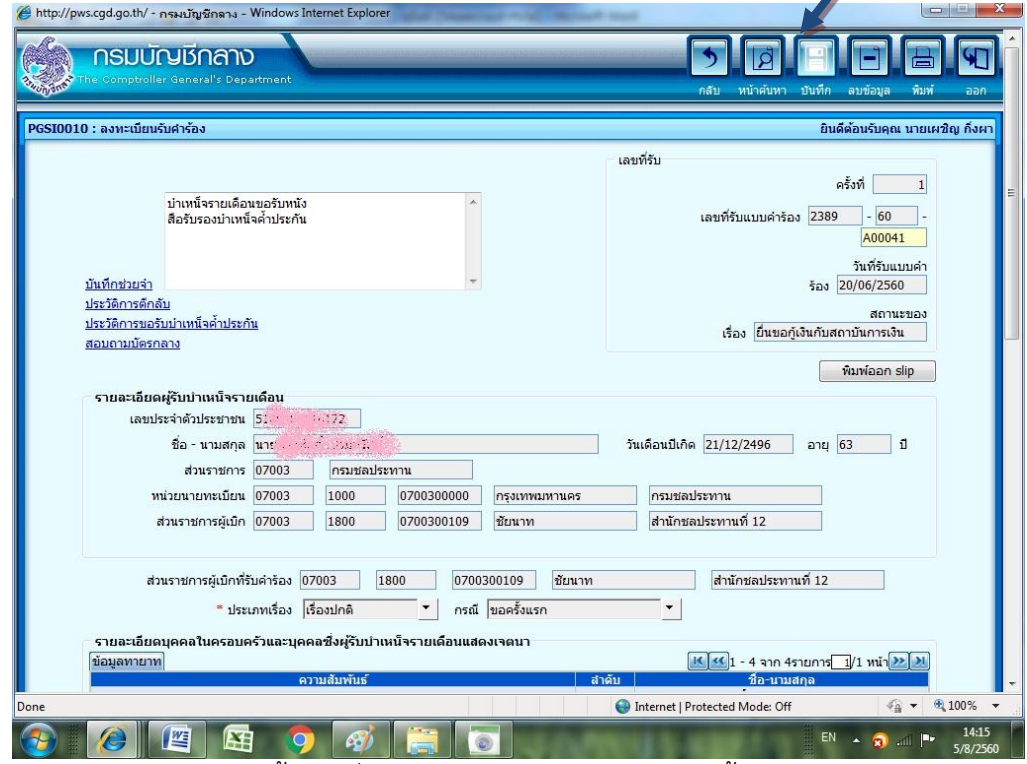 http://pws.cgd.go.th/ - กรมบัญชีกลาง - Windows Internet Explorer
กรมบัญชีกลาง
The Comptroller General's Department
กลับ หน้าค้นหา บันทึก ลบข้อมูล พิมพ์ ออก
PGSI0010 : ลงทะเบียนรับคำร้อง ยินดีต้อนรับคุณ นายเผชิญ กิ่งผา
เลขที่รับ
ครั้งที่ 1
บำเหน็จรายเดือนขอรับหนัง
สือรับรองบำเหน็จค้ำประกัน
เลขที่รับแบบคำร้อง 2389 - 60 -
A00041
วันที่รับแบบคำ
ร้อง 20/06/2560
บันทึกช่วยจำ
ประวัติการตีกลับ
ประวัติการขอรับบำเหน็จค้ำประกัน
สอบถามบัตรกลาง
สถานะของ
เรื่อง ยื่นขอกู้เงินกับสถาบันการเงิน
พิมพ์ออก slip
รายละเอียดผู้รับบำเหน็จรายเดือน
เลขประจำตัวประชาชน
ชื่อ - นามสกุล วันเดือนปีเกิด 21/12/2496 อายุ 63 ปี
ส่วนราชการ 07003 กรมชลประทาน
หน่วยนายทะเบียน 07003 1000 0700300000 กรุงเทพมหานคร กรมชลประทาน
ส่วนราชการผู้เบิก 07003 1800 0700300109 ชัยนาท สำนักชลประทานที่ 12
ส่วนราชการผู้เบิกที่รับคำร้อง 07003 1800 0700300109 ชัยนาท สำนักชลประทานที่ 12
* ประเภทเรื่อง เรื่องปกติ กรณี ขอครั้งแรก
รายละเอียดบุคคลในครอบครัวและบุคคลซึ่งผู้รับบำเหน็จรายเดือนแสดงเจตนา
ข้อมูลทายาท 1 - 4 จาก 4รายการ 1/1 หน้า
ความสัมพันธ์ ลำดับ ชื่อ-นามสกุล
Done Internet | Protected Mode: Off 100%
EN 14:15
5/8/2560